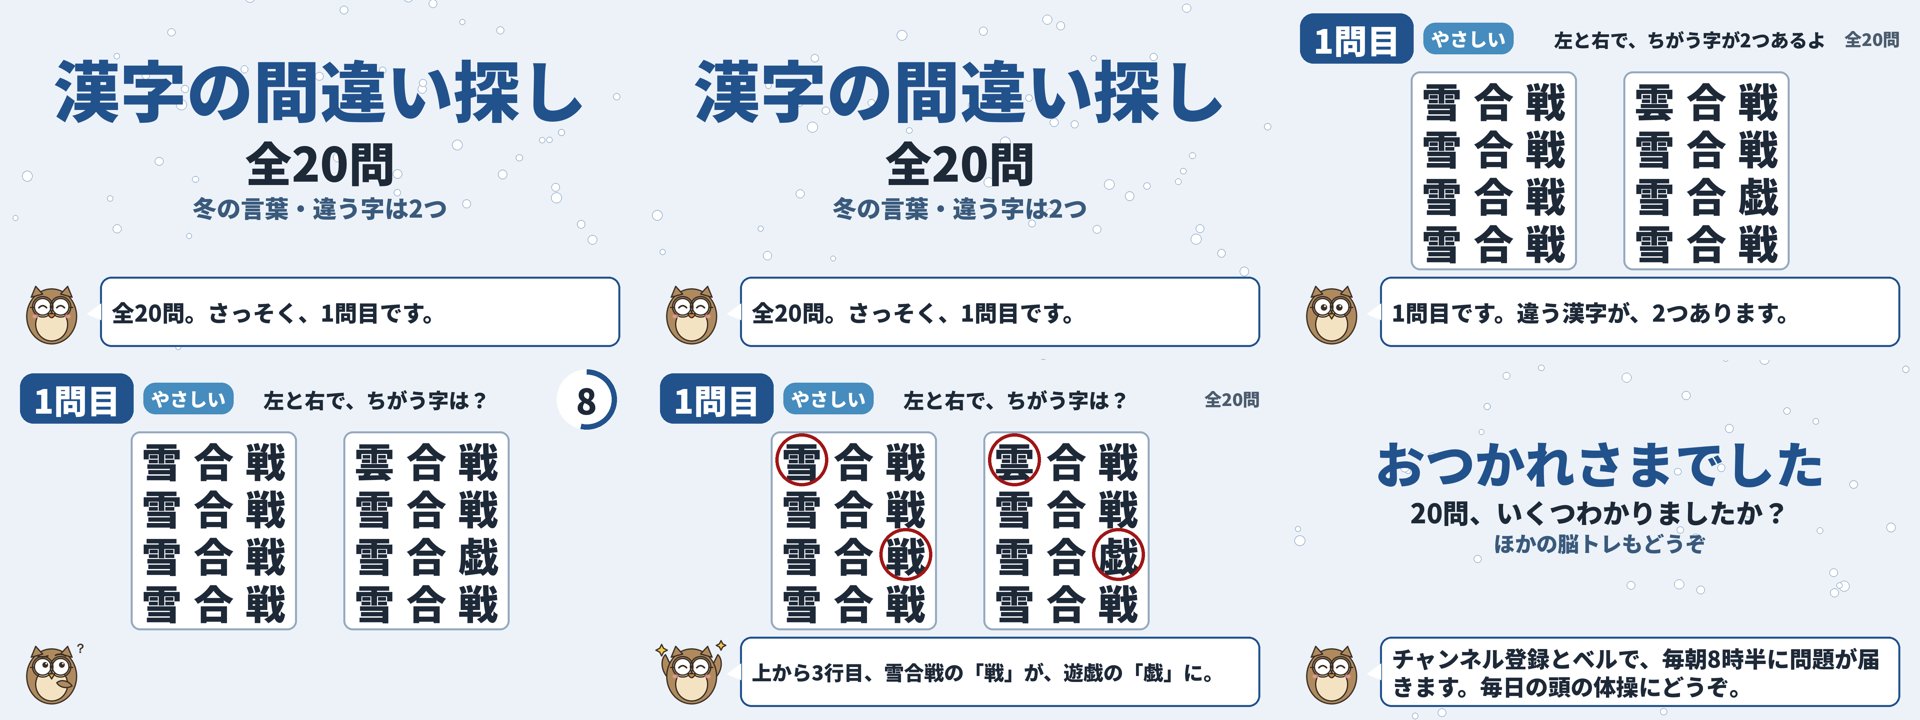 漢字の間違い探し
全20問
冬の言葉・違う字は2つ
全20問。さっそく、1問目です。
漢字の間違い探し
全20問
冬の言葉・違う字は2つ
全20問。さっそく、1問目です。
1問目 やさしい 左と右で、ちがう字が2つあるよ 全20問
雪合戦 雲合戦
雪合戦 雪合戦
雪合戦 雪合戯
雪合戦 雪合戦
1問目です。違う漢字が、2つあります。
1問目 やさしい 左と右で、ちがう字は？ 8
雪合戦 雲合戦
雪合戦 雪合戦
雪合戦 雪合戯
雪合戦 雪合戦
?
1問目 やさしい 左と右で、ちがう字は？ 全20問
雪合戦 雲合戦
雪合戦 雪合戦
雪合戦 雪合戯
雪合戦 雪合戦
上から3行目、雪合戦の「戦」が、遊戯の「戯」に。
おつかれさまでした
20問、いくつわかりましたか？
ほかの脳トレもどうぞ
チャンネル登録とベルで、毎朝8時半に問題が届
きます。毎日の頭の体操にどうぞ。